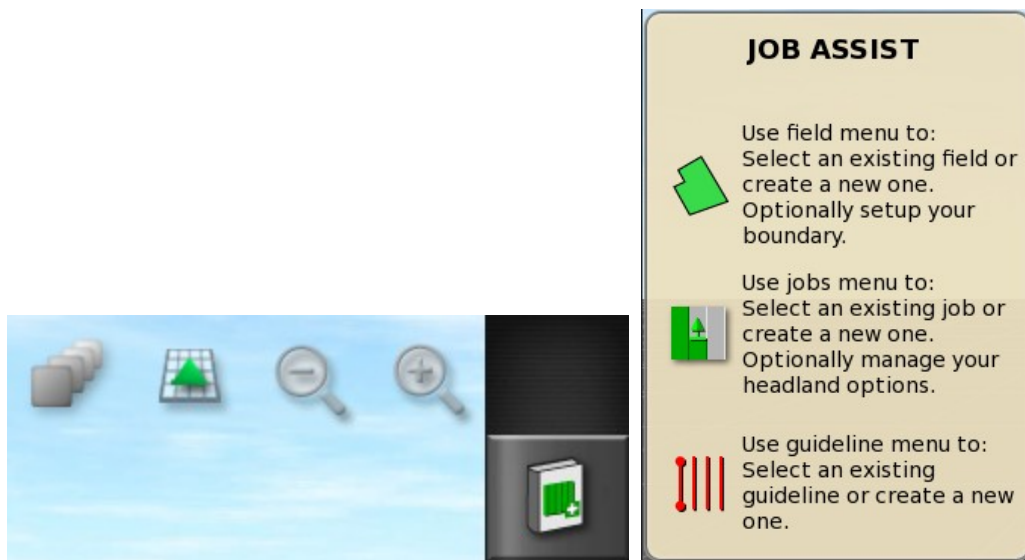 JOB ASSIST
Use field menu to:
Select an existing field or
create a new one.
Optionally setup your
boundary.
Use jobs menu to:
Select an existing job or
create a new one.
Optionally manage your
headland options.
Use guideline menu to:
Select an existing
guideline or create a new
one.